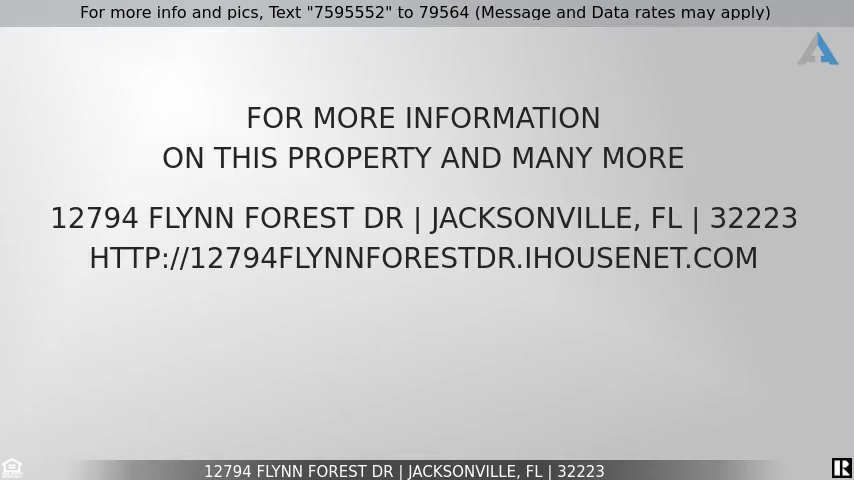 For more info and pics, Text "7595552" to 79564 (Message and Data rates may apply)
FOR MORE INFORMATION
ON THIS PROPERTY AND MANY MORE
12794 FLYNN FOREST DR | JACKSONVILLE, FL | 32223
HTTP://12794FLYNNFORESTDR.IHOUSENET.COM
12794 FLYNN FOREST DR | JACKSONVILLE, FL | 32223